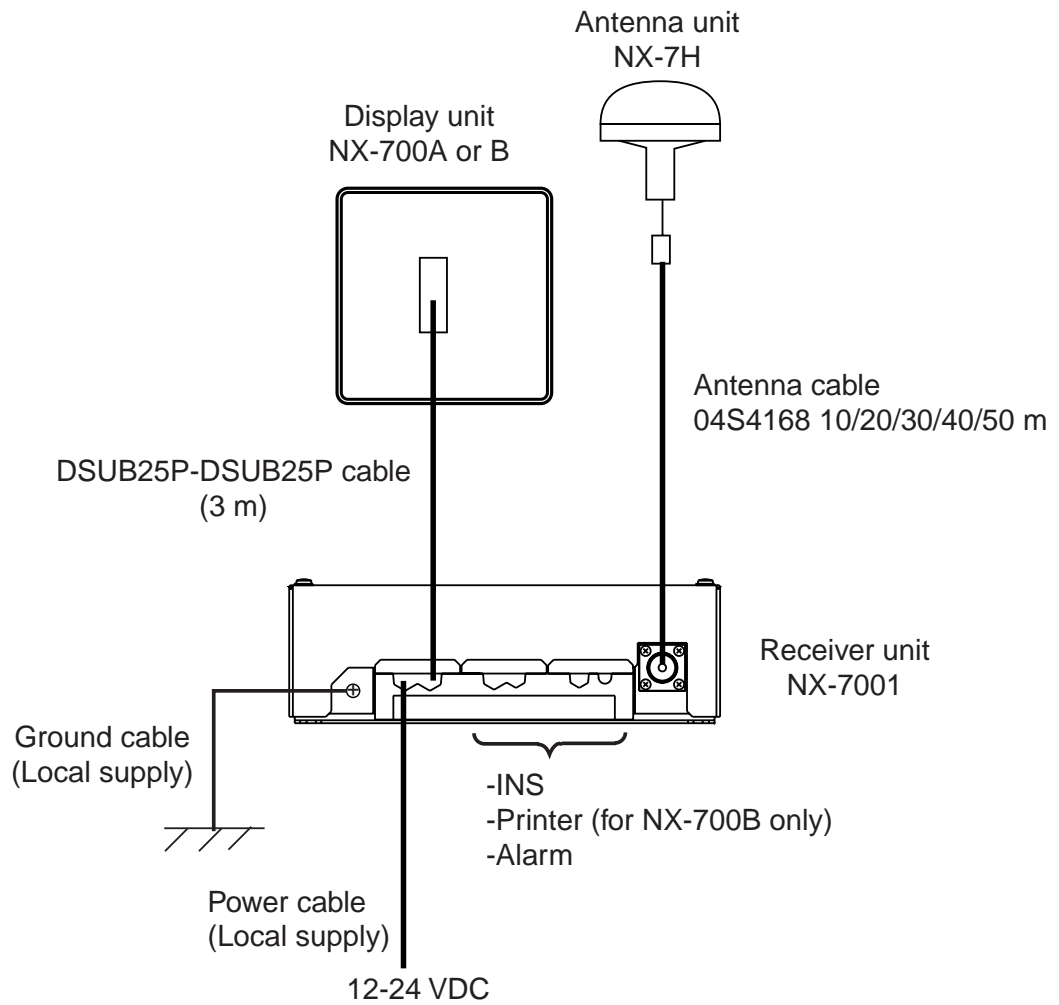 Antenna unit
NX-7H
Display unit
NX-700A or B
Antenna cable
04S4168 10/20/30/40/50 m
DSUB25P-DSUB25P cable
(3 m)
Receiver unit
NX-7001
Ground cable
(Local supply)
-INS
-Printer (for NX-700B only)
-Alarm
Power cable
(Local supply)
12-24 VDC